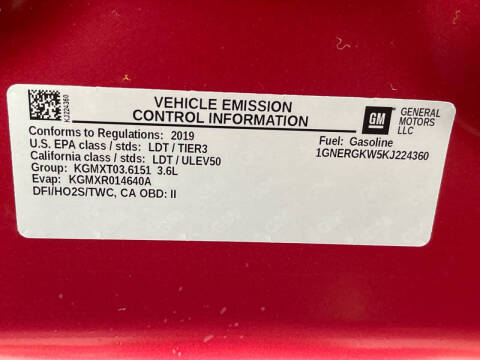 KJ224360
VEHICLE EMISSION
CONTROL INFORMATION
GM
GENERAL
MOTORS
LLC
Conforms to Regulations: 2019
U.S. EPA class / stds: LDT / TIER3
California class / stds: LDT / ULEV50
Group: KGMXT03.6151 3.6L
Evap: KGMXR014640A
DFI/HO2S/TWC, CA OBD: II
Fuel: Gasoline
1GNERGKW5KJ224360